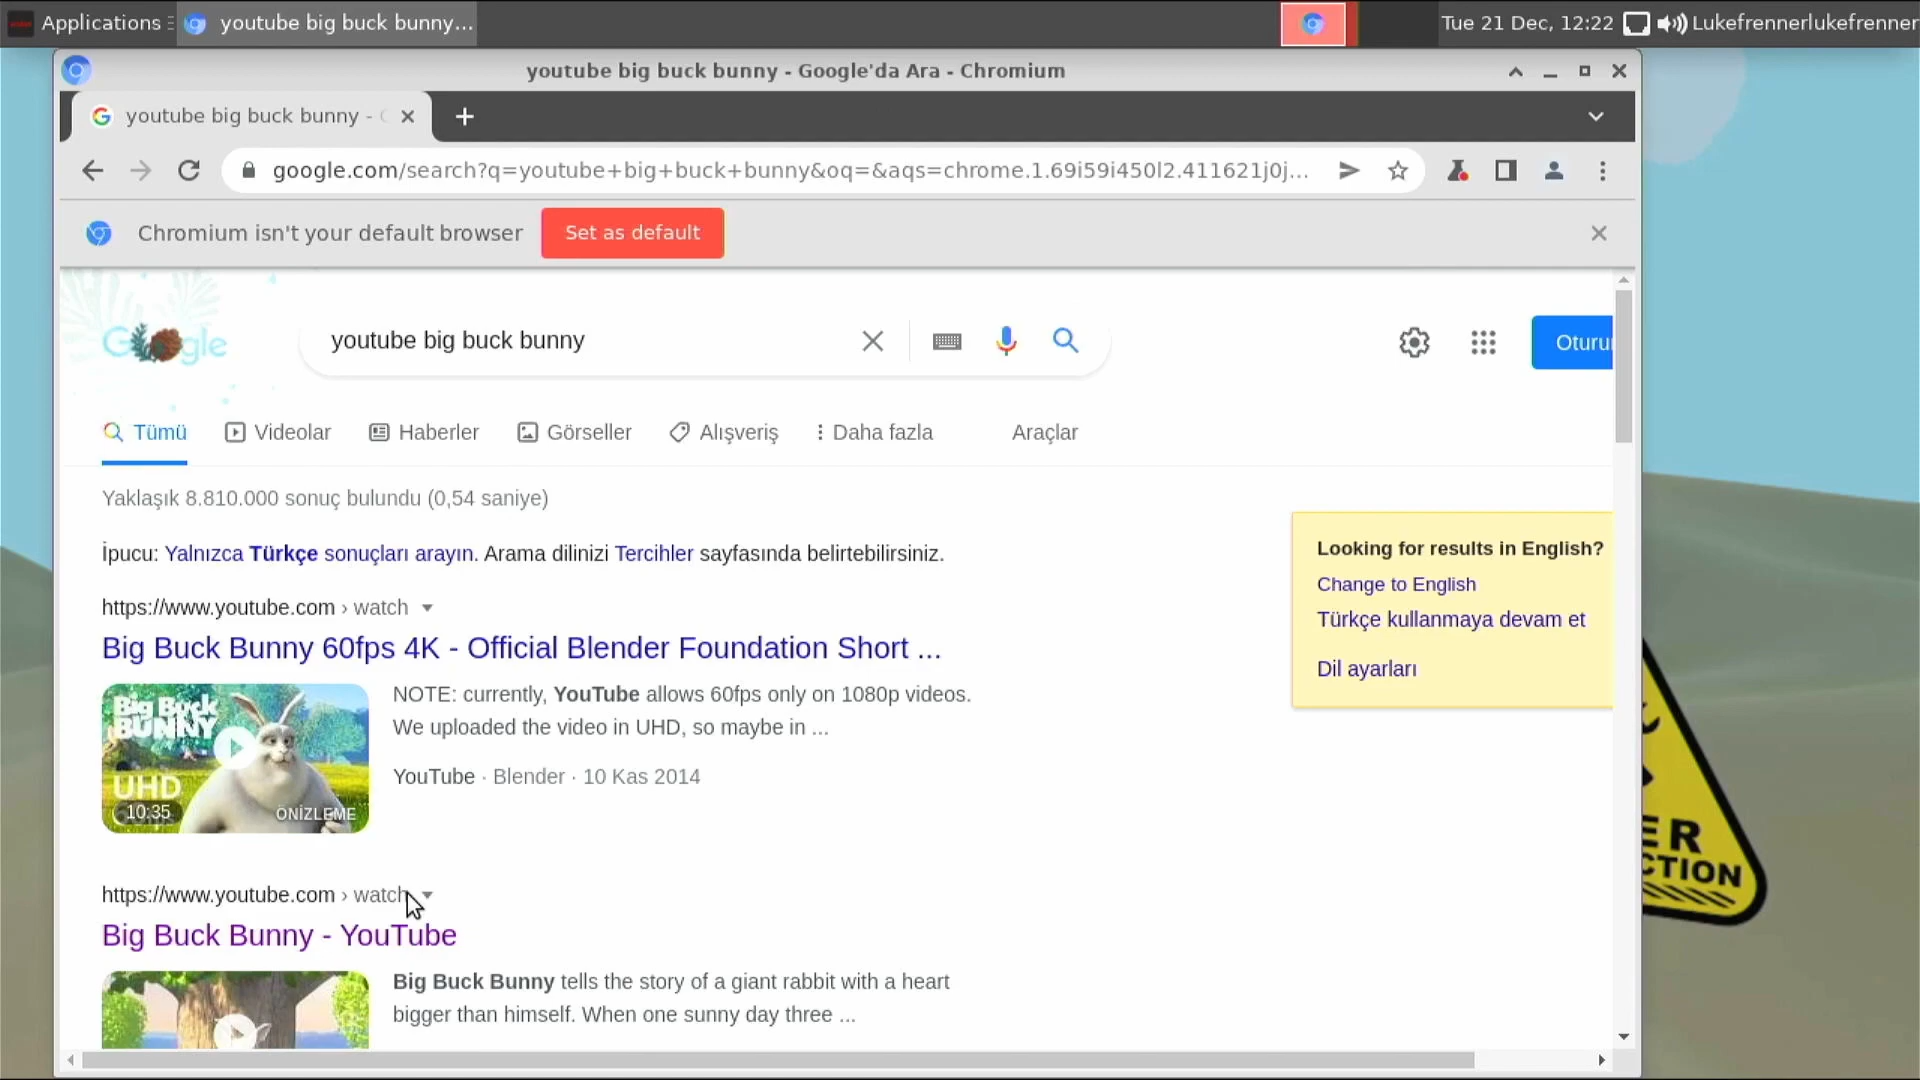 Applications
youtube big buck bunny...
Tue 21 Dec, 12:22
Lukefrennerlukefrenner
youtube big buck bunny - Google'da Ara - Chromium
youtube big buck bunny -
google.com/search?q=youtube+big+buck+bunny&oq=&aqs=chrome.1.69i59i450l2.411621j0j...
Chromium isn't your default browser
Set as default
Google
youtube big buck bunny
Oturu
Tümü
Videolar
Haberler
Görseller
Alışveriş
Daha fazla
Araçlar
Yaklaşık 8.810.000 sonuç bulundu (0,54 saniye)
İpucu: Yalnızca Türkçe sonuçları arayın. Arama dilinizi Tercihler sayfasında belirtebilirsiniz.
https://www.youtube.com › watch
Big Buck Bunny 60fps 4K - Official Blender Foundation Short ...
Big Buck
BUNNY
UHD
10:35
ÖNİZLEME
NOTE: currently, YouTube allows 60fps only on 1080p videos.
We uploaded the video in UHD, so maybe in ...
YouTube · Blender · 10 Kas 2014
https://www.youtube.com › watch
Big Buck Bunny - YouTube
Big Buck Bunny tells the story of a giant rabbit with a heart
bigger than himself. When one sunny day three ...
Looking for results in English?
Change to English
Türkçe kullanmaya devam et
Dil ayarları
ER
CTION